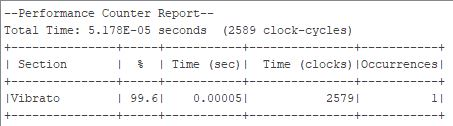 --Performance Counter Report--
Total Time: 5.178E-05 seconds  (2589 clock-cycles)
+---------------+-----+-----------+---------------+-----------+
| Section       |  %  | Time (sec)|  Time (clocks)|Occurrences|
+---------------+-----+-----------+---------------+-----------+
|Vibrato        | 99.6|    0.00005|           2579|          1|
+---------------+-----+-----------+---------------+-----------+